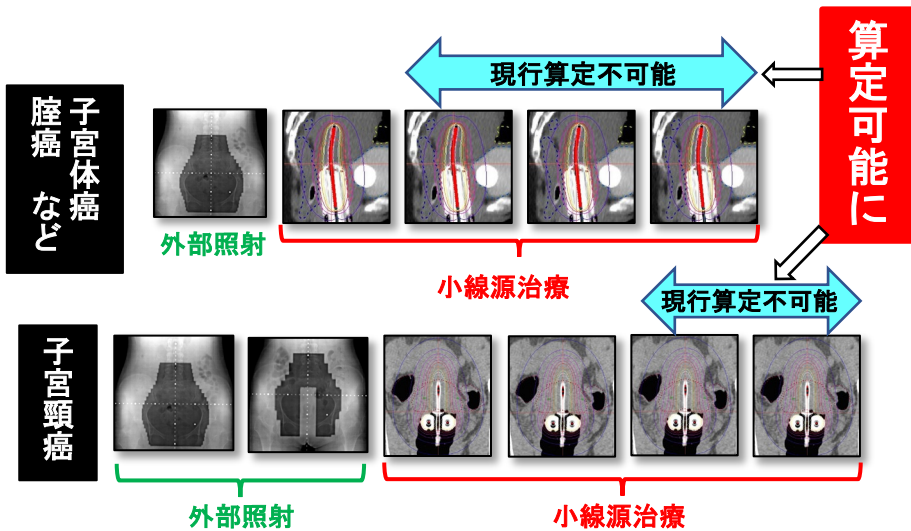 算定可能に
現行算定不可能
子宮体癌
腟癌 など
外部照射
小線源治療
現行算定不可能
子宮頸癌
外部照射
小線源治療